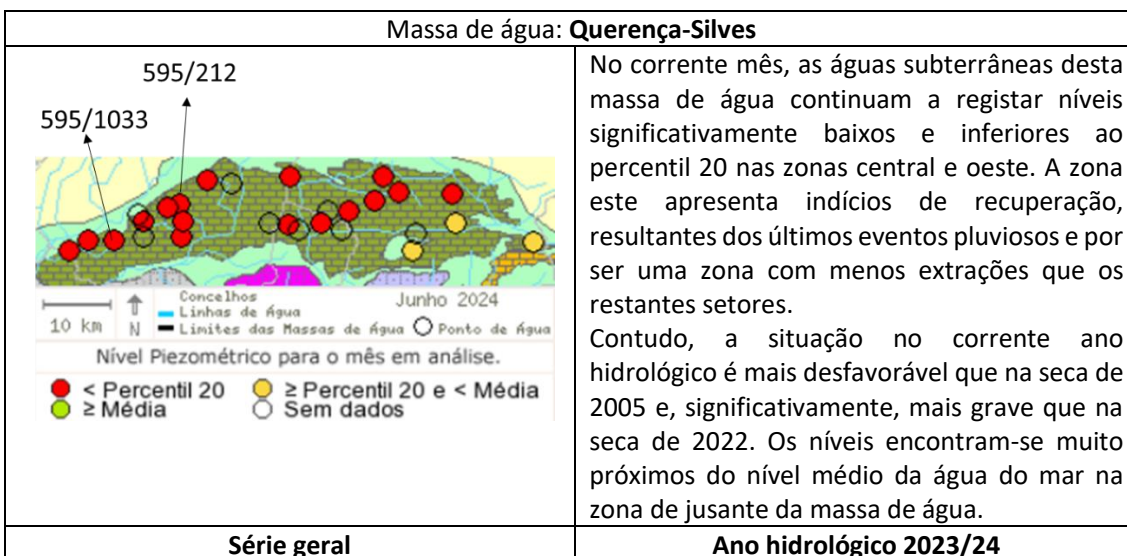 Massa de água: Querença-Silves
595/212
595/1033
Concelhos
Linhas de Água
Limites das Massas de Água
Ponto de Água
Junho 2024
10 km
N
Nível Piezométrico para o mês em análise.
< Percentil 20
≥ Percentil 20 e < Média
≥ Média
Sem dados
No corrente mês, as águas subterrâneas desta
massa de água continuam a registar níveis
significativamente baixos e inferiores ao
percentil 20 nas zonas central e oeste. A zona
este apresenta indícios de recuperação,
resultantes dos últimos eventos pluviosos e por
ser uma zona com menos extrações que os
restantes setores.
Contudo, a situação no corrente ano
hidrológico é mais desfavorável que na seca de
2005 e, significativamente, mais grave que na
seca de 2022. Os níveis encontram-se muito
próximos do nível médio da água do mar na
zona de jusante da massa de água.
Série geral
Ano hidrológico 2023/24